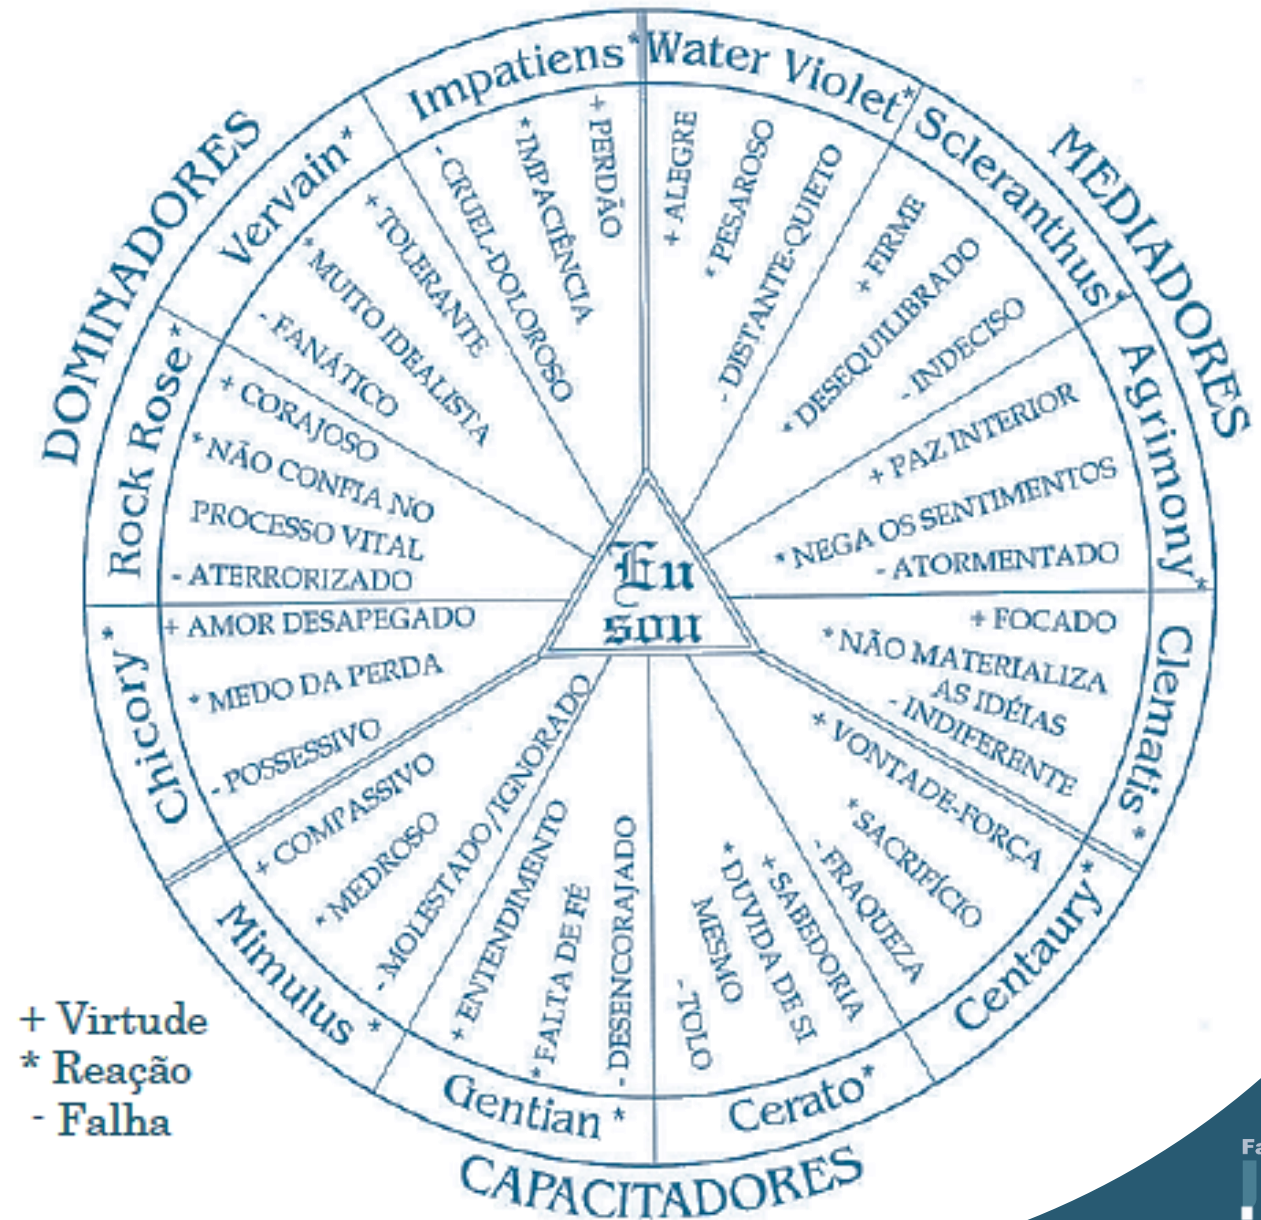 DOMINADORES
MEDIADORES
CAPACITADORES
Impatiens *
+ PERDÃO
* IMPACIÊNCIA
- CRUEL-DOLOROSO
Water Violet *
+ ALEGRE
* PESAROSO
- DISTANTE-QUIETO
Scleranthus *
+ FIRME
* DESEQUILIBRADO
- INDECISO
Agrimony *
+ PAZ INTERIOR
* NEGA OS SENTIMENTOS
- ATORMENTADO
Clematis *
+ FOCADO
* NÃO MATERIALIZA
AS IDÉIAS
- INDIFERENTE
Centaury *
+ VONTADE-FORÇA
* SACRIFÍCIO
- FRAQUEZA
Cerato *
+ SABEDORIA
* DUVIDA DE SI
MESMO
- TOLO
Gentian *
+ ENTENDIMENTO
* FALTA DE FÉ
- DESENCORAJADO
Mimulus *
+ COMPASSIVO
* MEDROSO
- MOLESTADO/IGNORADO
Chicory *
+ AMOR DESAPEGADO
* MEDO DA PERDA
- POSSESSIVO
Rock Rose *
+ CORAJOSO
* NÃO CONFIA NO
PROCESSO VITAL
- ATERRORIZADO
Vervain *
+ TOLERANTE
* MUITO IDEALISTA
- FANÁTICO
Eu
sou
+ Virtude
* Reação
- Falha
Fa